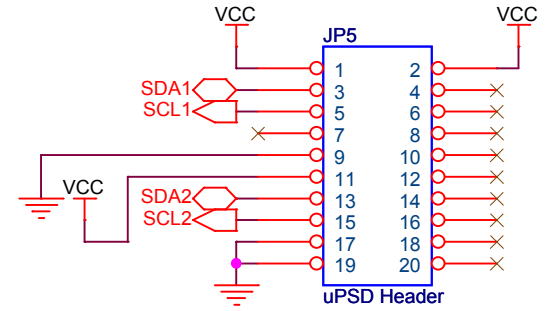 VCC VCC
JP5
1 2
SDA1 3 4
SCL1 5 6
7 8
9 10
VCC 11 12
SDA2 13 14
SCL2 15 16
17 18
19 20
uPSD Header